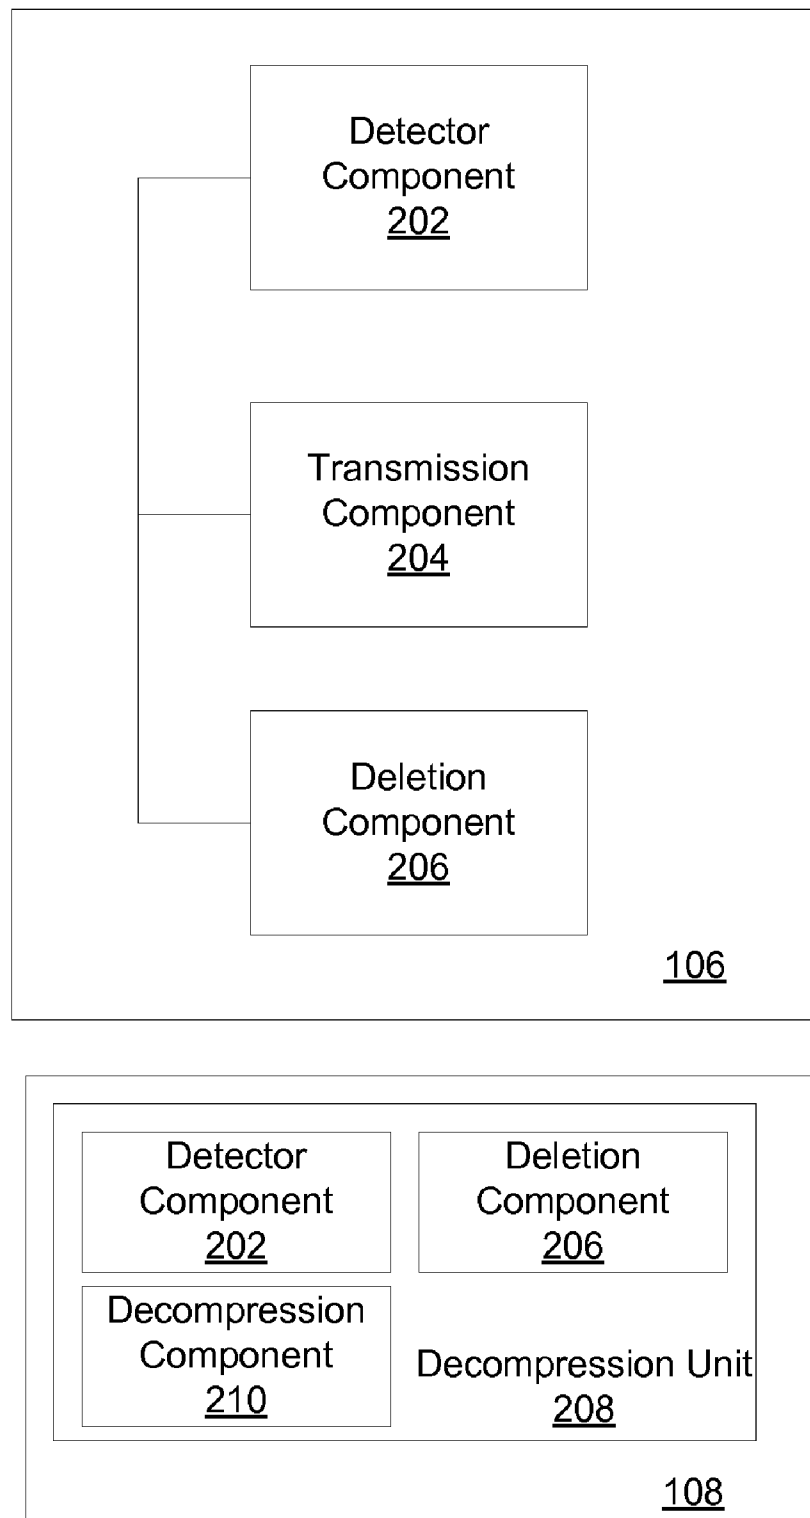 Detector
Component
202
Transmission
Component
204
Deletion
Component
206
106
Detector
Component
202
Deletion
Component
206
Decompression
Component
210
Decompression Unit
208
108